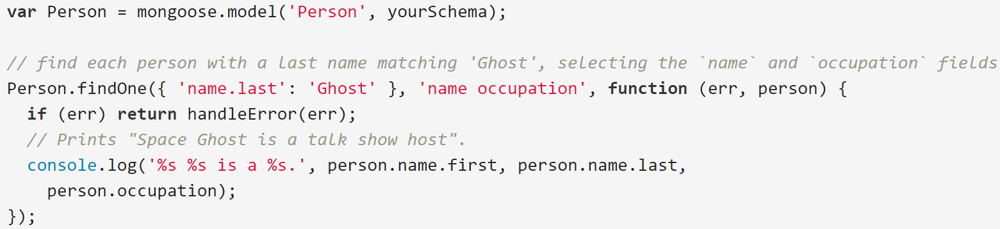 var Person = mongoose.model('Person', yourSchema);
// find each person with a last name matching 'Ghost', selecting the `name` and `occupation` fields
Person.findOne({ 'name.last': 'Ghost' }, 'name occupation', function (err, person) {
  if (err) return handleError(err);
  // Prints "Space Ghost is a talk show host".
  console.log('%s %s is a %s.', person.name.first, person.name.last,
    person.occupation);
});